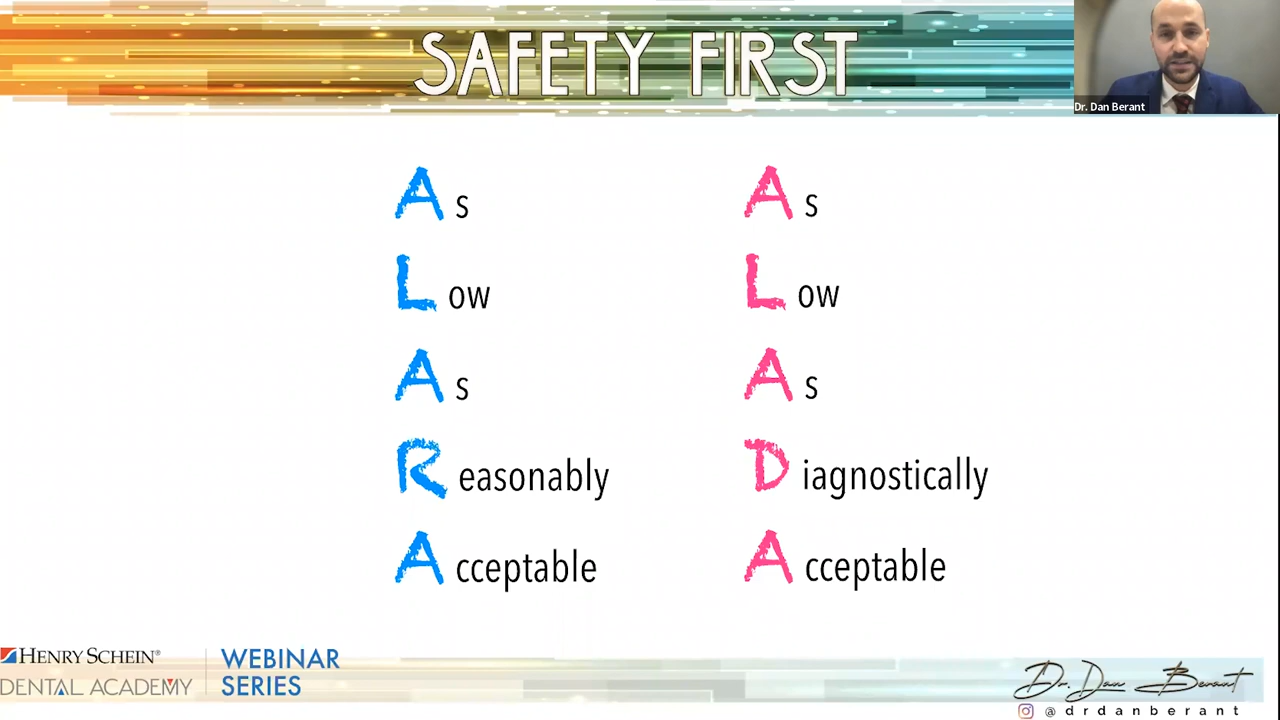 SAFETY FIRST
Dr. Dan Berant
As
Low
As
Reasonably
Acceptable
As
Low
As
Diagnostically
Acceptable
HENRY SCHEIN®
DENTAL ACADEMY
WEBINAR
SERIES
Dr. Dan Berant
@drdanberant